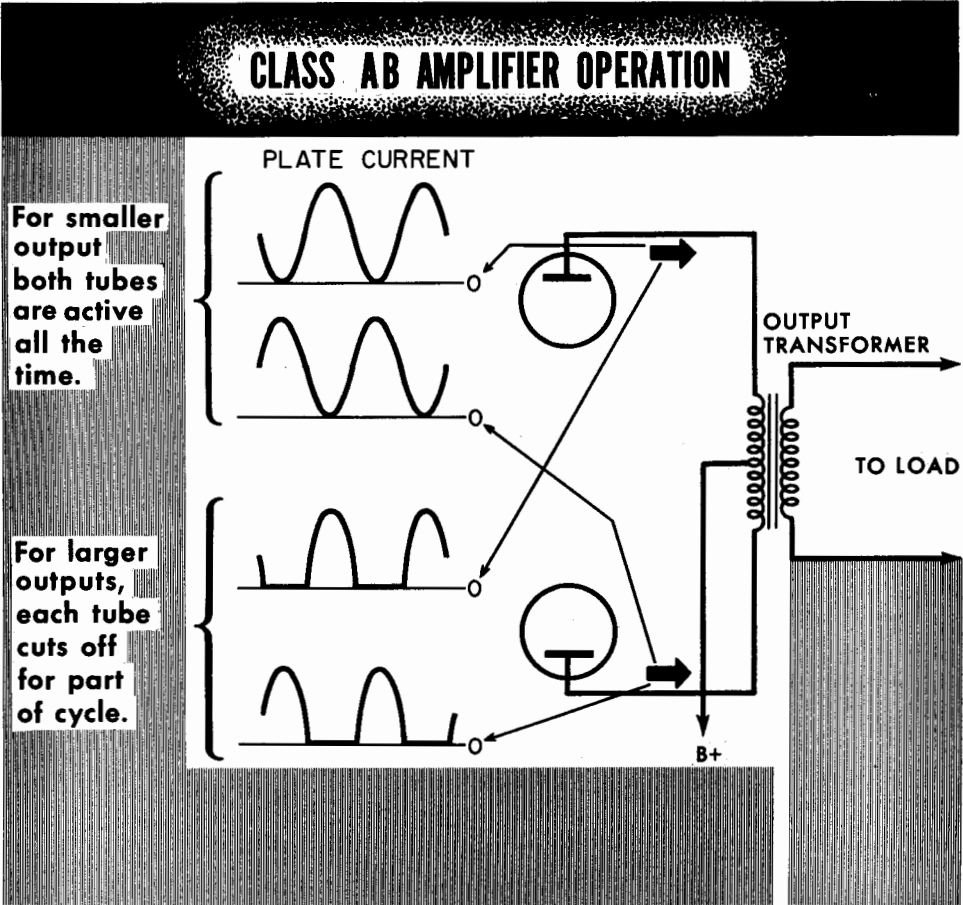 CLASS AB AMPLIFIER OPERATION
PLATE CURRENT
For smaller
output
both tubes
are active
all the
time.
O
O
OUTPUT
TRANSFORMER
TO LOAD
For larger
outputs,
each tube
cuts off
for part
of cycle.
O
O
B+